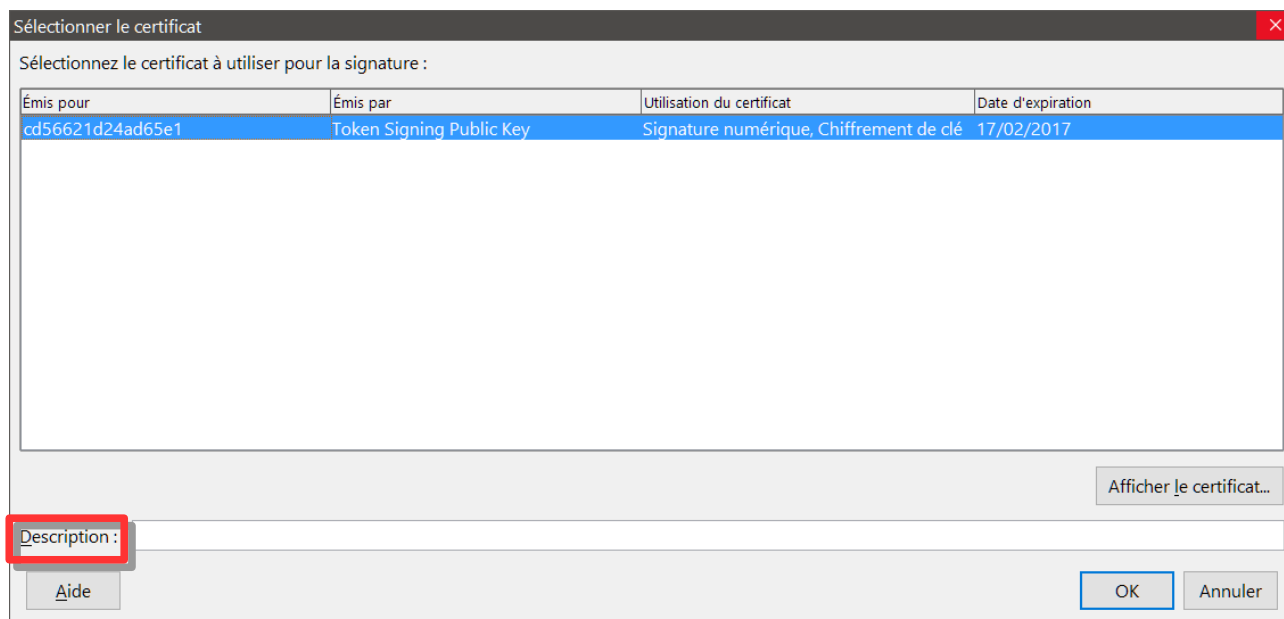 Sélectionner le certificat
Sélectionnez le certificat à utiliser pour la signature :
Émis pour Émis par Utilisation du certificat Date d'expiration
cd56621d24ad65e1 Token Signing Public Key Signature numérique, Chiffrement de clé 17/02/2017
Afficher le certificat...
Description :
Aide OK Annuler